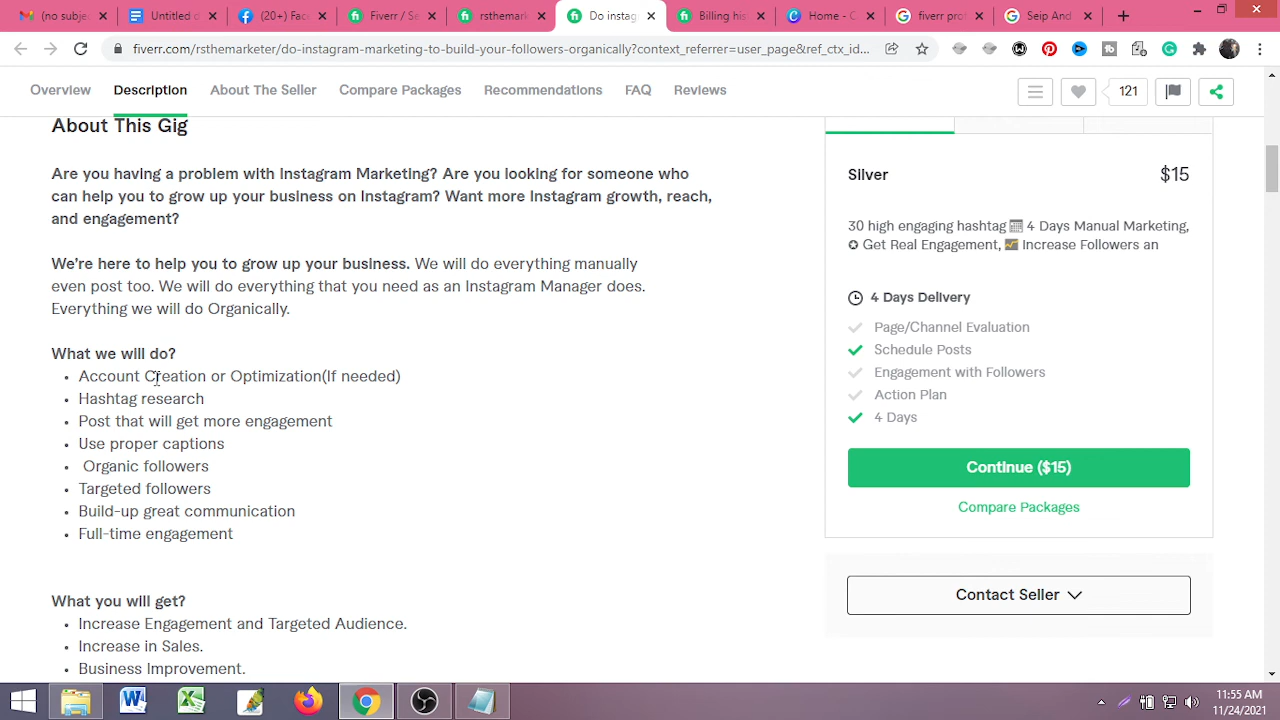 (no subje
Untitled d
(20+) Fac
Fiverr / Se
rsthemark
Do instag
Billing his
Home - C
fiverr pro
Seip And
fiverr.com/rsthemarketer/do-instagram-marketing-to-build-your-followers-organically?context_referrer=user_page&ref_ctx_id...
Overview
Description
About The Seller
Compare Packages
Recommendations
FAQ
Reviews
121
About This Gig
Are you having a problem with Instagram Marketing? Are you looking for someone who
can help you to grow up your business on Instagram? Want more Instagram growth, reach,
and engagement?
We're here to help you to grow up your business. We will do everything manually
even post too. We will do everything that you need as an Instagram Manager does.
Everything we will do Organically.
What we will do?
Account Creation or Optimization(If needed)
Hashtag research
Post that will get more engagement
Use proper captions
Organic followers
Targeted followers
Build-up great communication
Full-time engagement
What you will get?
Increase Engagement and Targeted Audience.
Increase in Sales.
Business Improvement.
Silver $15
30 high engaging hashtag 4 Days Manual Marketing,
✪ Get Real Engagement, Increase Followers an
4 Days Delivery
Page/Channel Evaluation
Schedule Posts
Engagement with Followers
Action Plan
4 Days
Continue ($15)
Compare Packages
Contact Seller
11:55 AM
11/24/2021